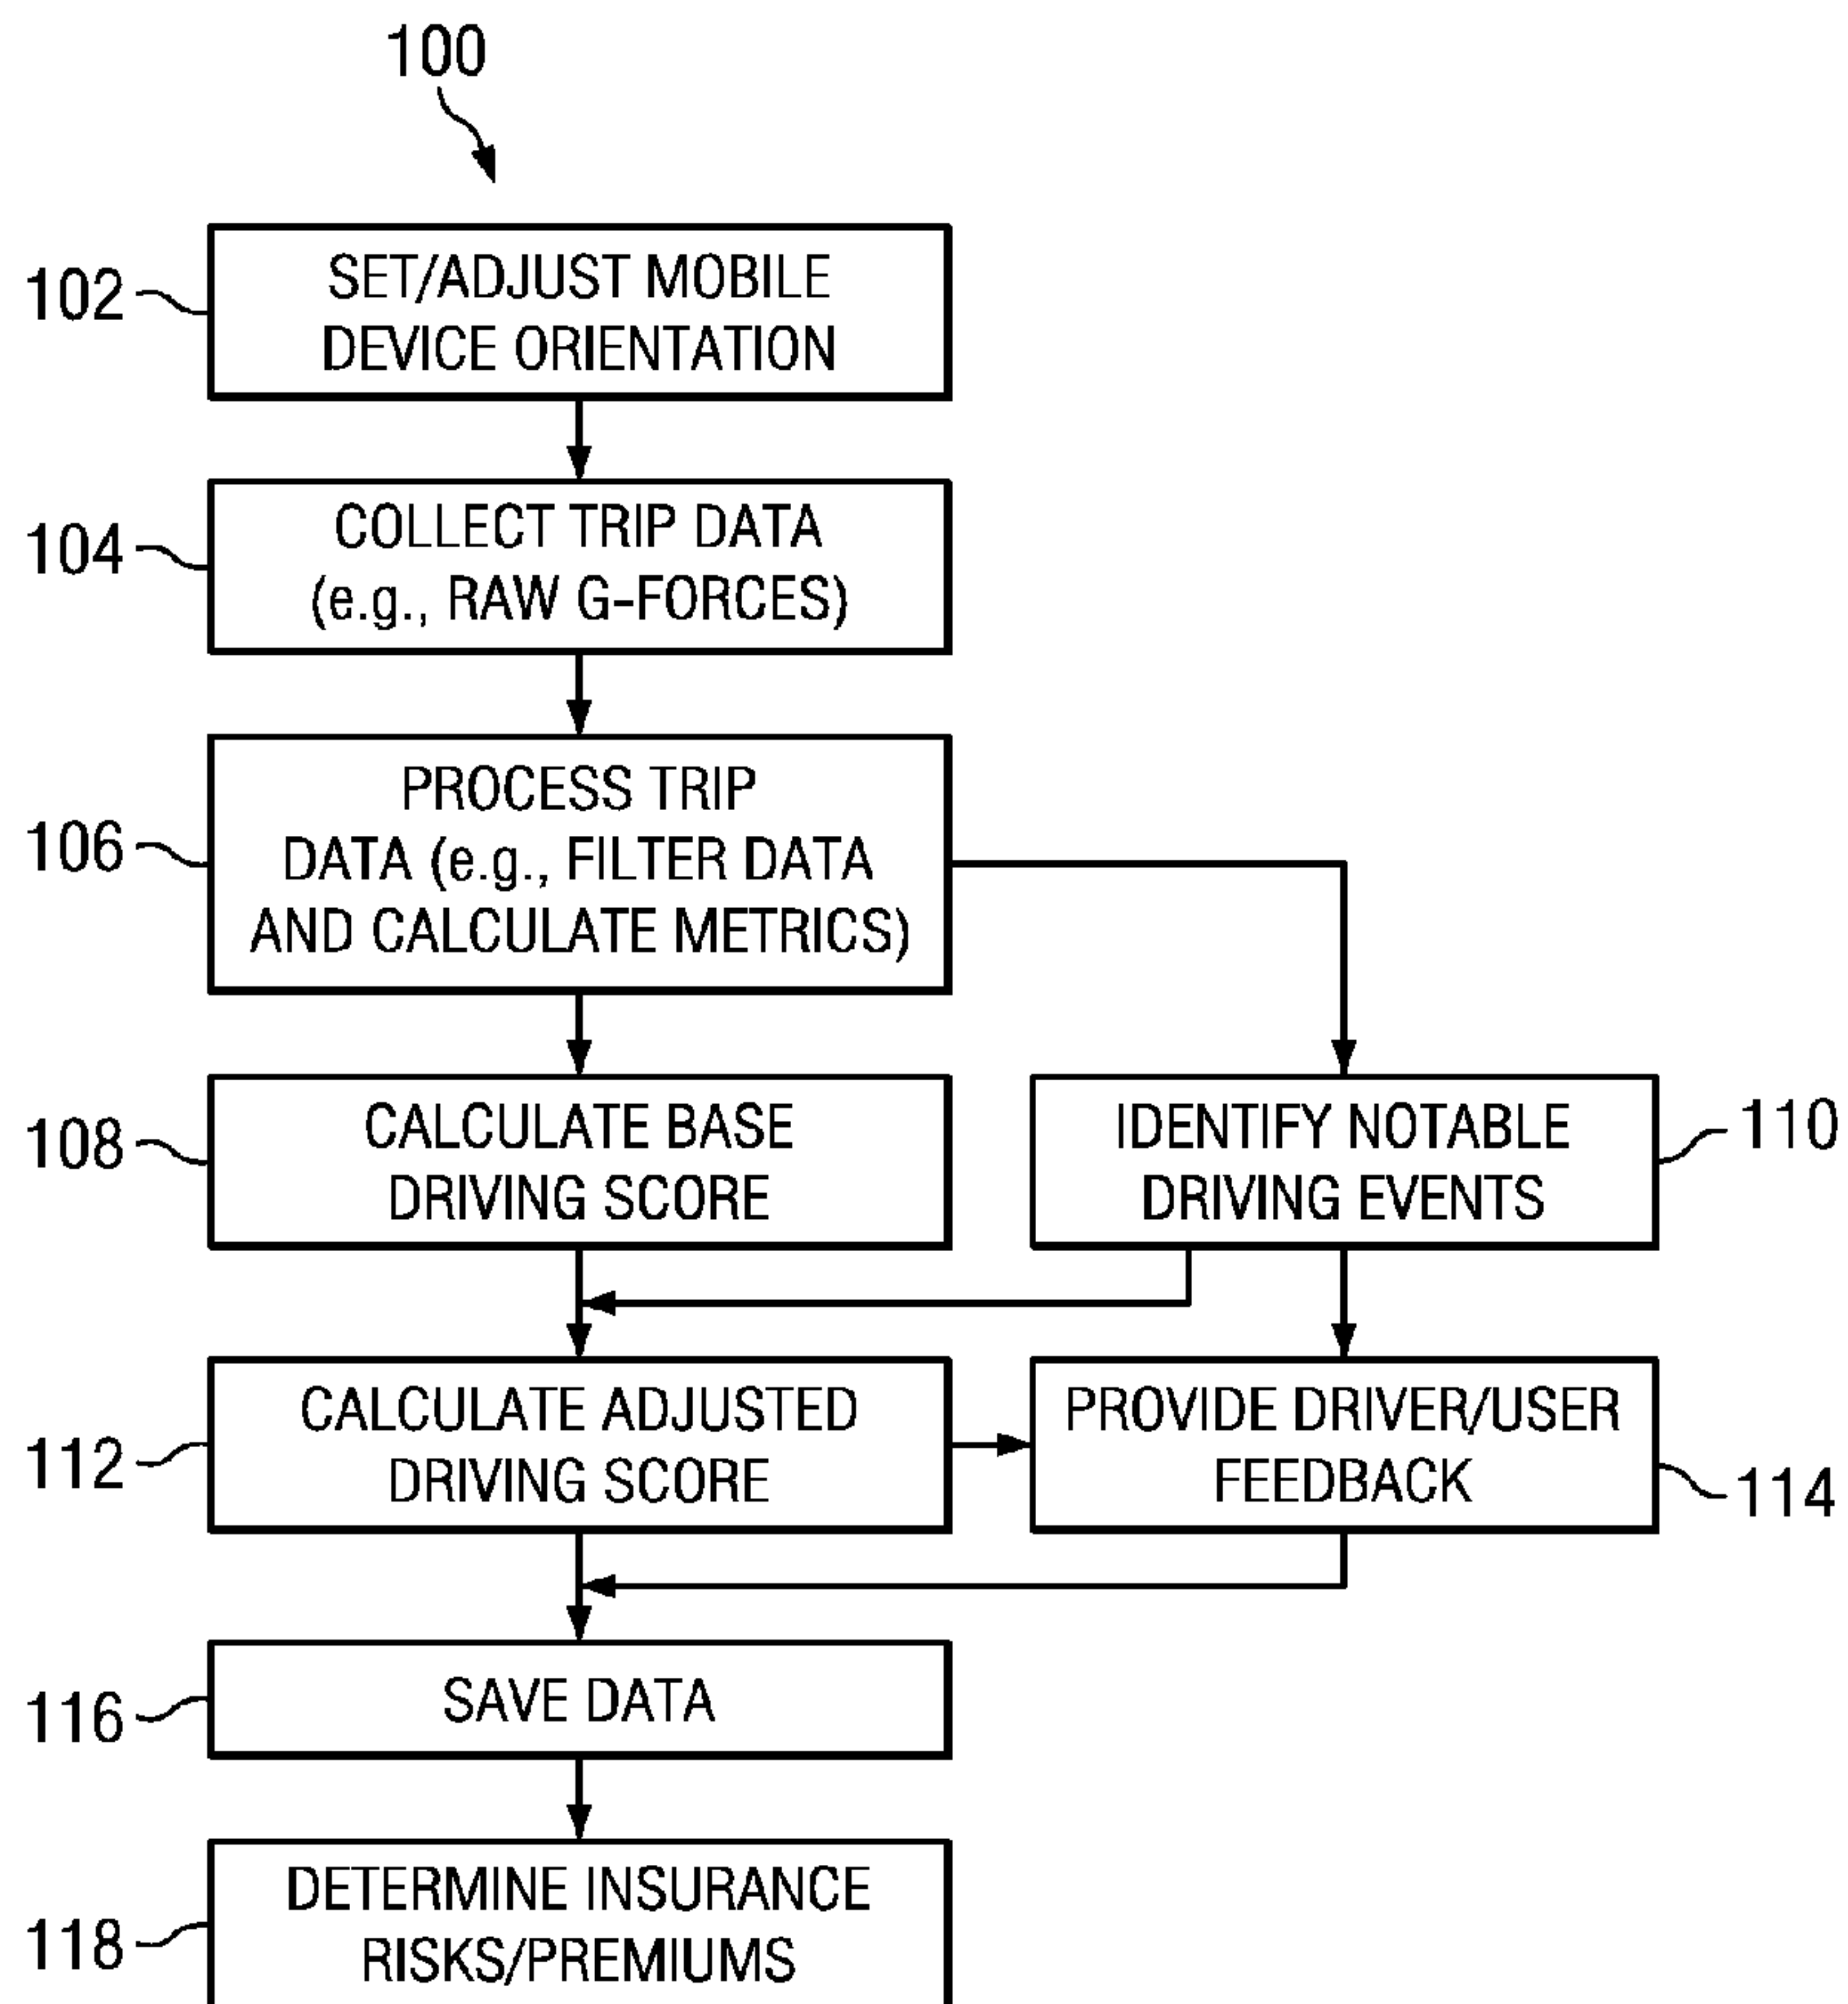 100
102
SET/ADJUST MOBILE
DEVICE ORIENTATION
104
COLLECT TRIP DATA
(e.g., RAW G-FORCES)
106
PROCESS TRIP
DATA (e.g., FILTER DATA
AND CALCULATE METRICS)
108
CALCULATE BASE
DRIVING SCORE
IDENTIFY NOTABLE
DRIVING EVENTS
110
112
CALCULATE ADJUSTED
DRIVING SCORE
PROVIDE DRIVER/USER
FEEDBACK
114
116
SAVE DATA
118
DETERMINE INSURANCE
RISKS/PREMIUMS